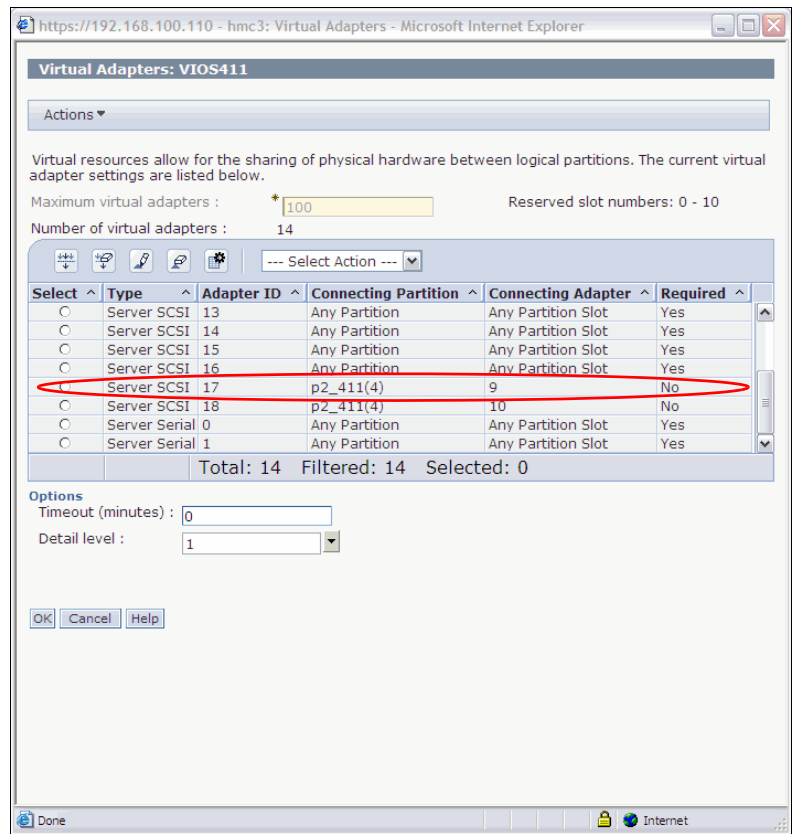 https://192.168.100.110 - hmc3: Virtual Adapters - Microsoft Internet Explorer
Virtual Adapters: VIOS411
Actions
Virtual resources allow for the sharing of physical hardware between logical partitions. The current virtual
adapter settings are listed below.
Maximum virtual adapters : * 100 Reserved slot numbers: 0 - 10
Number of virtual adapters : 14
--- Select Action ---
Select ^ Type ^ Adapter ID ^ Connecting Partition ^ Connecting Adapter ^ Required ^
Server SCSI 13 Any Partition Any Partition Slot Yes
Server SCSI 14 Any Partition Any Partition Slot Yes
Server SCSI 15 Any Partition Any Partition Slot Yes
Server SCSI 16 Any Partition Any Partition Slot Yes
Server SCSI 17 p2_411(4) 9 No
Server SCSI 18 p2_411(4) 10 No
Server Serial 0 Any Partition Any Partition Slot Yes
Server Serial 1 Any Partition Any Partition Slot Yes
Total: 14 Filtered: 14 Selected: 0
Options
Timeout (minutes) : 0
Detail level : 1
OK Cancel Help
Done Internet